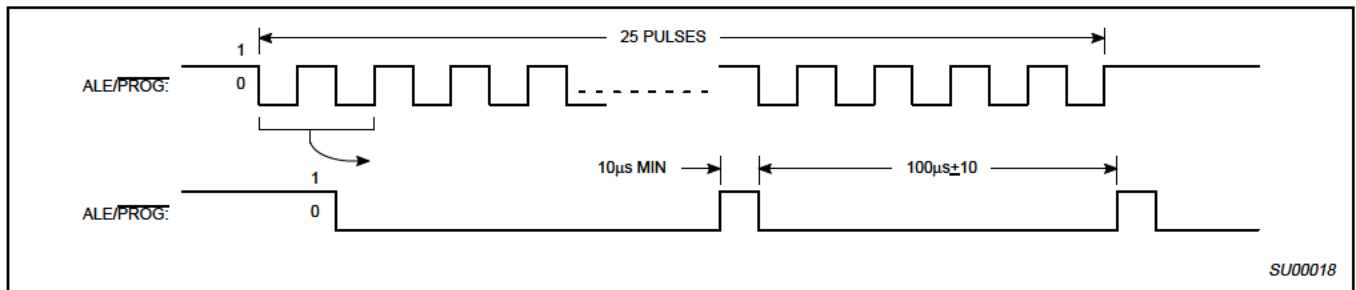 25 PULSES
1
0
ALE/PROG:
10µs MIN
100µs±10
1
0
ALE/PROG:
SU00018